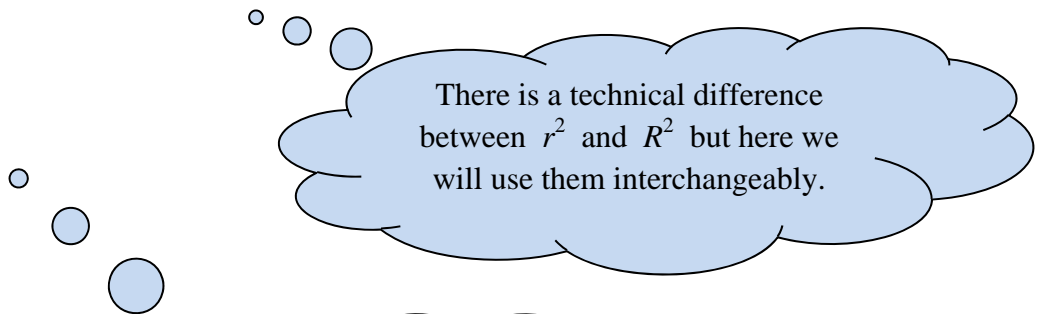 There is a technical difference
between r² and R² but here we
will use them interchangeably.